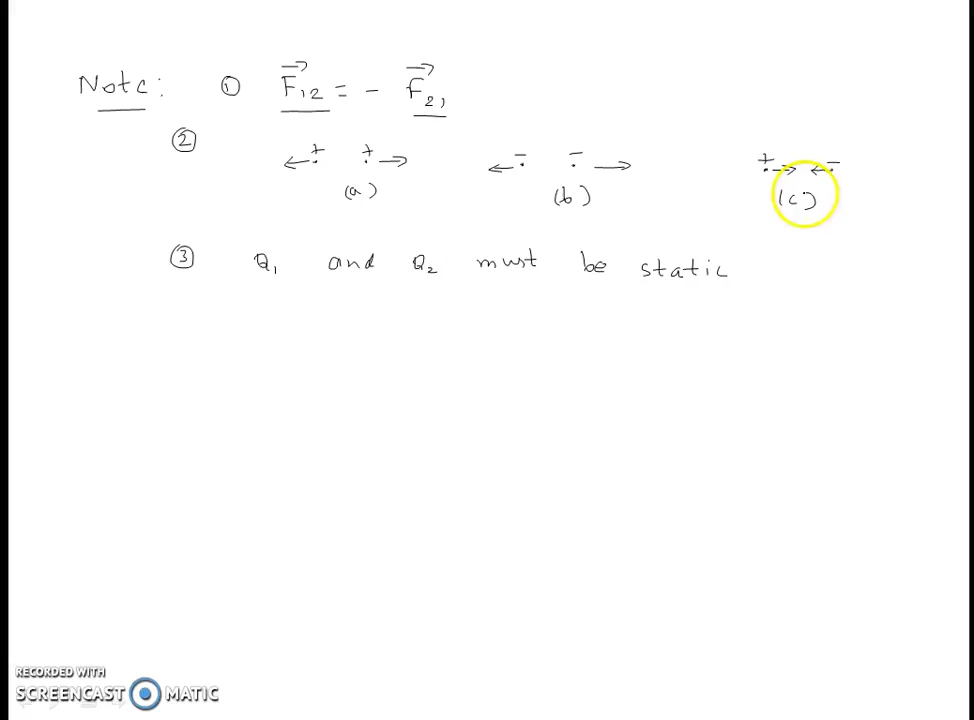 Note: ① F₁₂ = - F₂₁
②
+ + - - + -
(a) (b) (c)
③ Q₁ and Q₂ must be static
RECORDED WITH
SCREENCAST MATIC